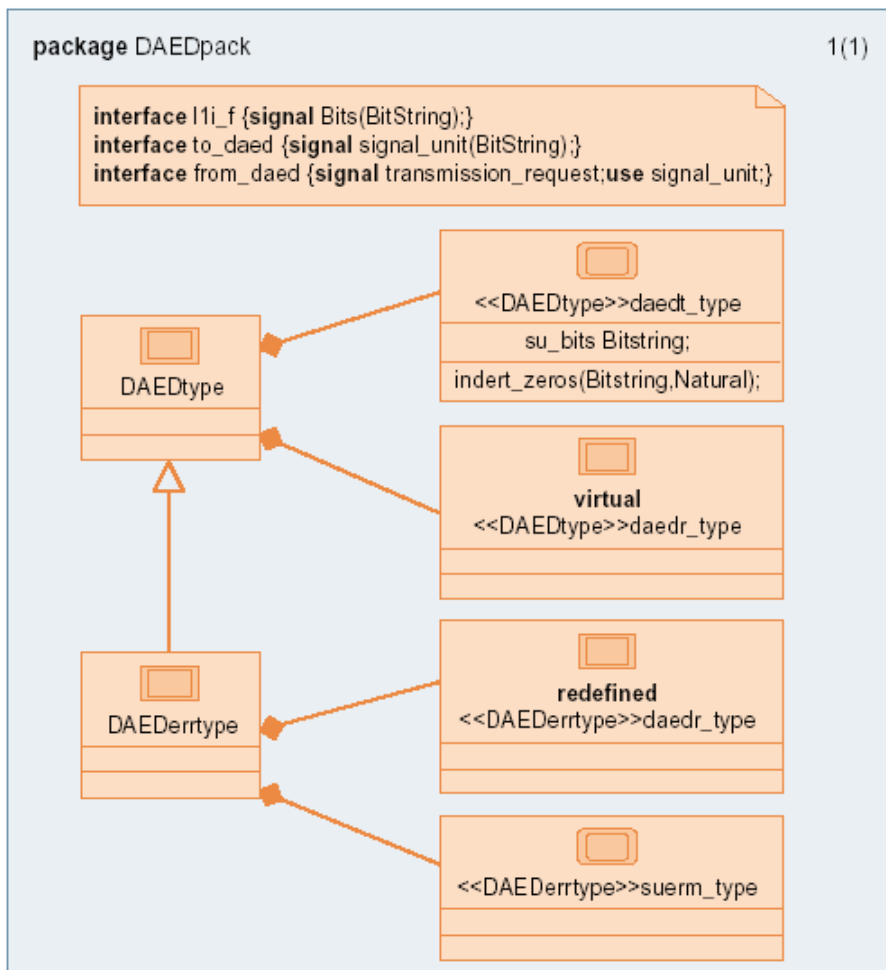 package DAEDpack 1(1)
interface l1i_f {signal Bits(BitString);}
interface to_daed {signal signal_unit(BitString);}
interface from_daed {signal transmission_request;use signal_unit;}
<<DAEDtype>>daedt_type
su_bits Bitstring;
indert_zeros(Bitstring,Natural);
DAEDtype
virtual
<<DAEDtype>>daedr_type
redefined
<<DAEDerrtype>>daedr_type
DAEDerrtype
<<DAEDerrtype>>suerm_type